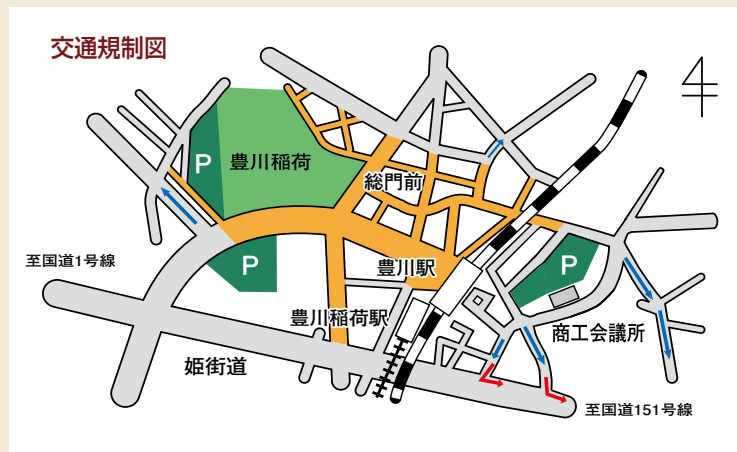 交通規制図
P
豊川稲荷
総門前
至国道1号線
P
豊川駅
P
豊川稲荷駅
商工会議所
姫街道
至国道151号線